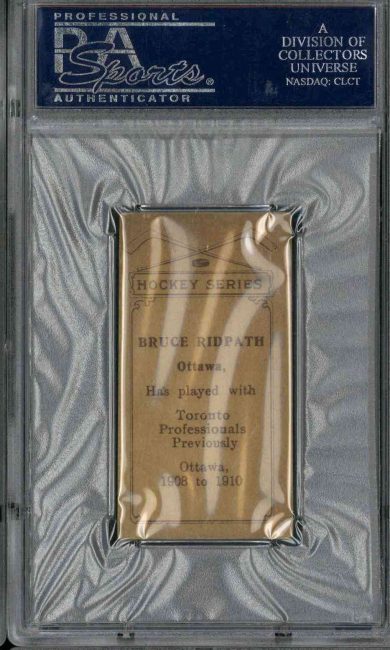 PROFESSIONAL
PSA
Sports
AUTHENTICATOR
A
DIVISION OF
COLLECTORS
UNIVERSE
NASDAQ: CLCT
HOCKEY SERIES
BRUCE RIDPATH
Ottawa,
Has played with
Toronto
Professionals
Previously
Ottawa,
1908 to 1910